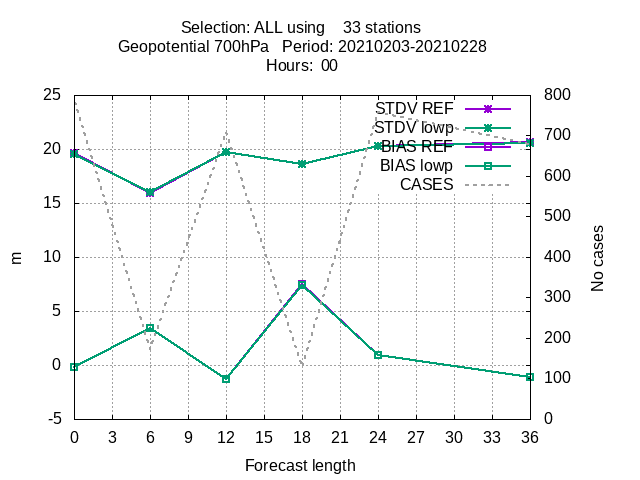 Selection: ALL using 33 stations
Geopotential 700hPa Period: 20210203-20210228
Hours: 00
25
20
15
10
5
0
-5
m
STDV REF
STDV lowp
BIAS REF
BIAS lowp
CASES
800
700
600
500
400
300
200
100
0
No cases
0 3 6 9 12 15 18 21 24 27 30 33 36
Forecast length